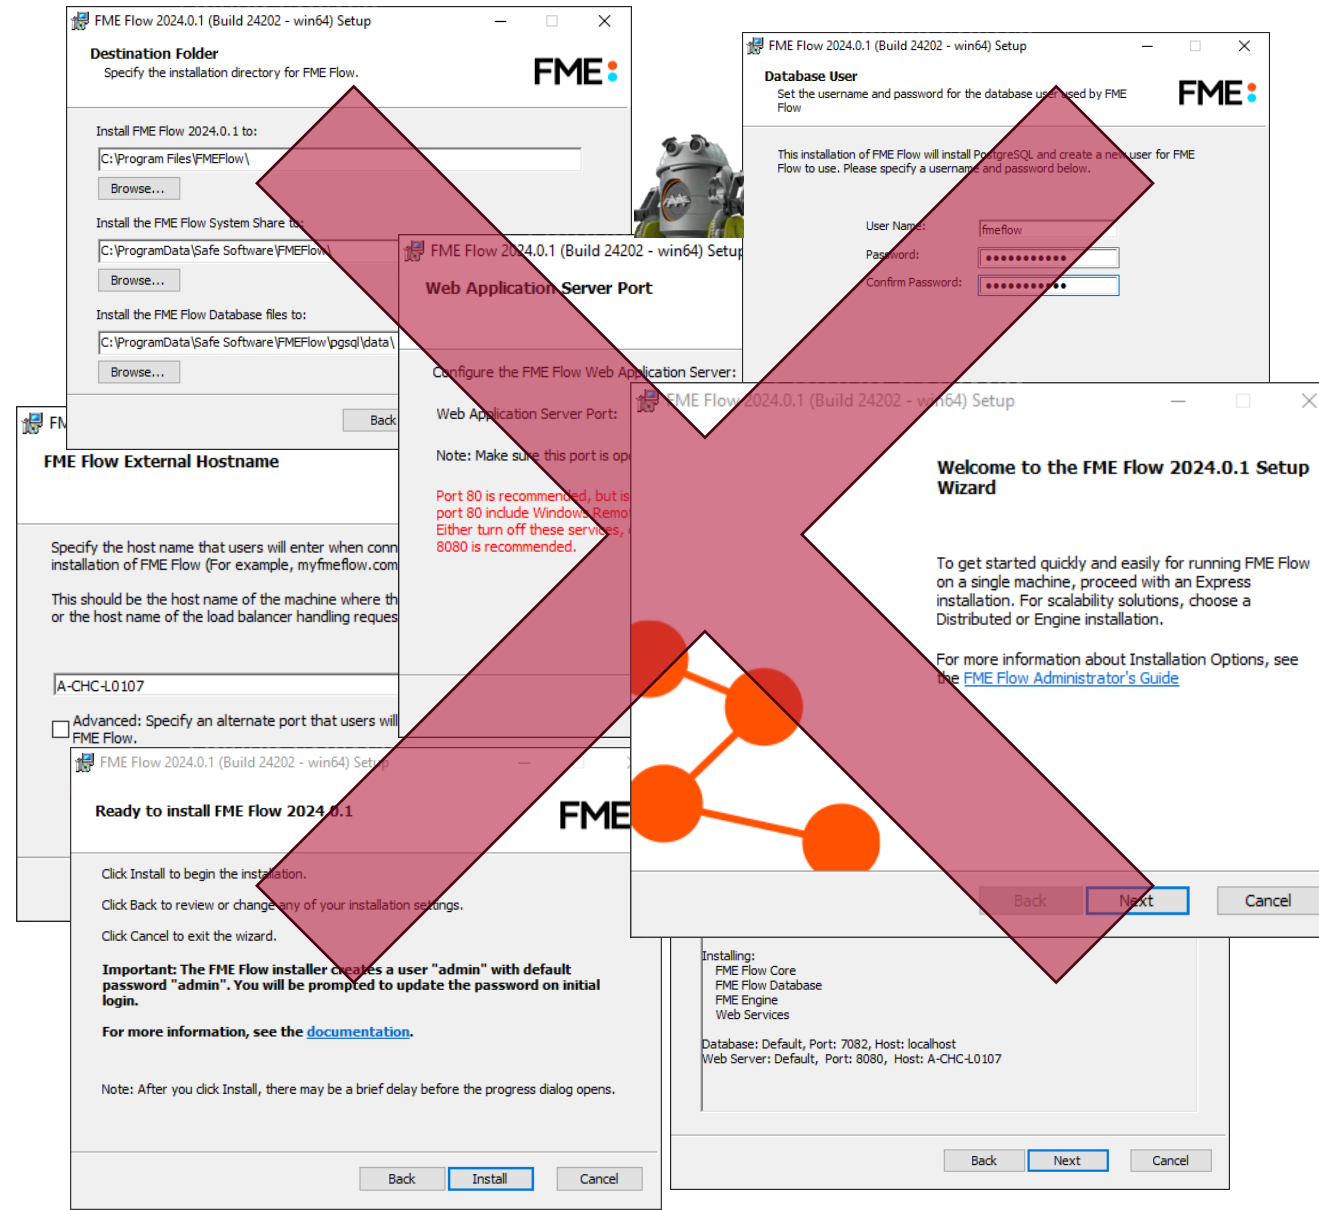 FME Flow 2024.0.1 (Build 24202 - win64) Setup
Destination Folder
Specify the installation directory for FME Flow.
FME
Install FME Flow 2024.0.1 to:
C:\Program Files\FMEFlow\
Browse...
Install the FME Flow System Share to:
C:\ProgramData\Safe Software\FMEFlow\
Browse...
Install the FME Flow Database files to:
C:\ProgramData\Safe Software\FMEFlow\pgsql\data\
Browse...
Back
FME Flow 2024.0.1 (Build 24202 - win64) Setup
Database User
Set the username and password for the database user used by FME
Flow
FME
This installation of FME Flow will install PostgreSQL and create a new user for FME
Flow to use. Please specify a username and password below.
User Name:
fmeflow
Password:
Confirm Password:
FME Flow 2024.0.1 (Build 24202 - win64) Setup
Web Application Server Port
Configure the FME Flow Web Application Server:
Web Application Server Port:
Note: Make sure this port is ope
Port 80 is recommended, but is
port 80 include Windows Remo
Either turn off these services,
8080 is recommended.
FM
FME Flow External Hostname
Specify the host name that users will enter when conn
installation of FME Flow (For example, myfmeflow.com
This should be the host name of the machine where th
or the host name of the load balancer handling reques
A-CHC-L0107
Advanced: Specify an alternate port that users will
FME Flow.
FME Flow 2024.0.1 (Build 24202 - win64) Setup
Welcome to the FME Flow 2024.0.1 Setup
Wizard
To get started quickly and easily for running FME Flow
on a single machine, proceed with an Express
installation. For scalability solutions, choose a
Distributed or Engine installation.
For more information about Installation Options, see
the FME Flow Administrator's Guide
Back
Next
Cancel
FME Flow 2024.0.1 (Build 24202 - win64) Setup
Ready to install FME Flow 2024.0.1
FME
Click Install to begin the installation.
Click Back to review or change any of your installation settings.
Click Cancel to exit the wizard.
Important: The FME Flow installer creates a user "admin" with default
password "admin". You will be prompted to update the password on initial
login.
For more information, see the documentation.
Note: After you click Install, there may be a brief delay before the progress dialog opens.
Back
Install
Cancel
Installing:
FME Flow Core
FME Flow Database
FME Engine
Web Services
Database: Default, Port: 7082, Host: localhost
Web Server: Default, Port: 8080, Host: A-CHC-L0107
Back
Next
Cancel